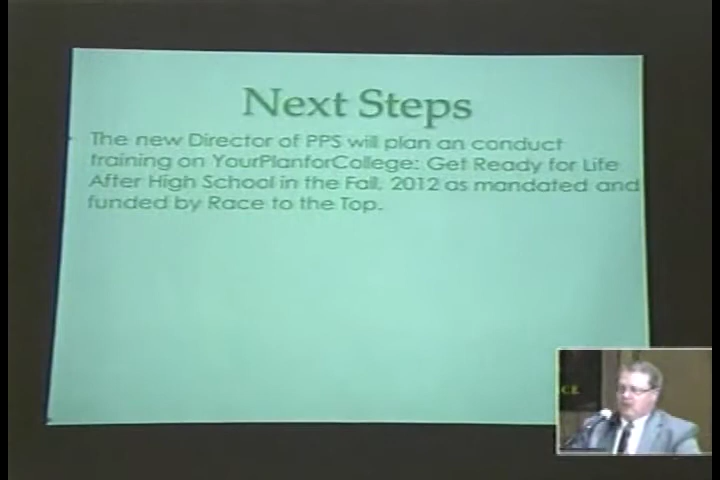 Next Steps
The new Director of PPS will plan an conduct
training on YourPlanforCollege: Get Ready for Life
After High School in the Fall, 2012 as mandated and
funded by Race to the Top.
CE